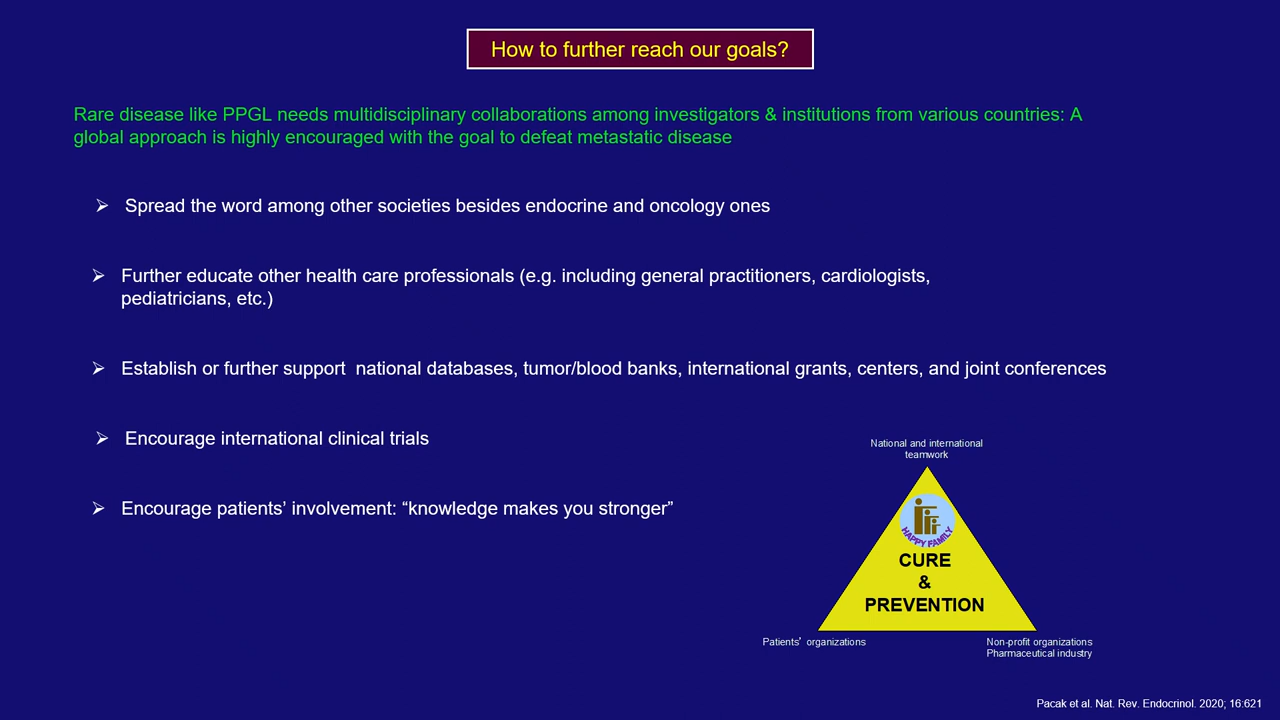 How to further reach our goals?
Rare disease like PPGL needs multidisciplinary collaborations among investigators & institutions from various countries: A
global approach is highly encouraged with the goal to defeat metastatic disease
➢ Spread the word among other societies besides endocrine and oncology ones
➢ Further educate other health care professionals (e.g. including general practitioners, cardiologists,
pediatricians, etc.)
➢ Establish or further support  national databases, tumor/blood banks, international grants, centers, and joint conferences
➢ Encourage international clinical trials
➢ Encourage patients’ involvement: “knowledge makes you stronger”
National and international
teamwork
HAPPY FAMILY
CURE
&
PREVENTION
Patients’ organizations
Non-profit organizations
Pharmaceutical industry
Pacak et al. Nat. Rev. Endocrinol. 2020; 16:621